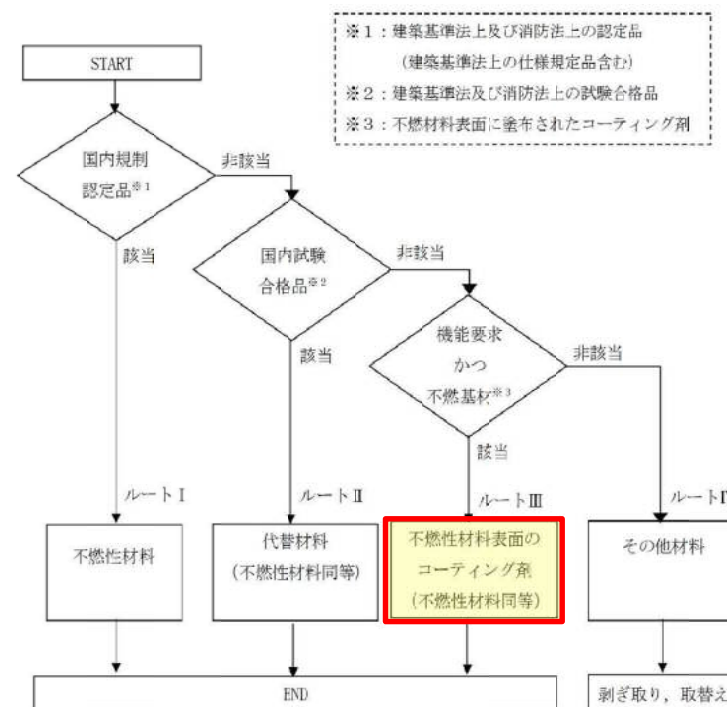 ※1：建築基準法上及び消防法上の認定品
（建築基準法上の仕様規定品含む）
※2：建築基準法及び消防法上の試験合格品
※3：不燃材料表面に塗布されたコーティング剤
START
国内規制
認定品※1
非該当
該当
国内試験
合格品※2
非該当
該当
機能要求
かつ
不燃基材※3
非該当
該当
ルートⅠ
ルートⅡ
ルートⅢ
ルートⅣ
不燃性材料
代替材料
（不燃性材料同等）
不燃性材料表面の
コーティング剤
（不燃性材料同等）
その他材料
END
剥ぎ取り，取替え